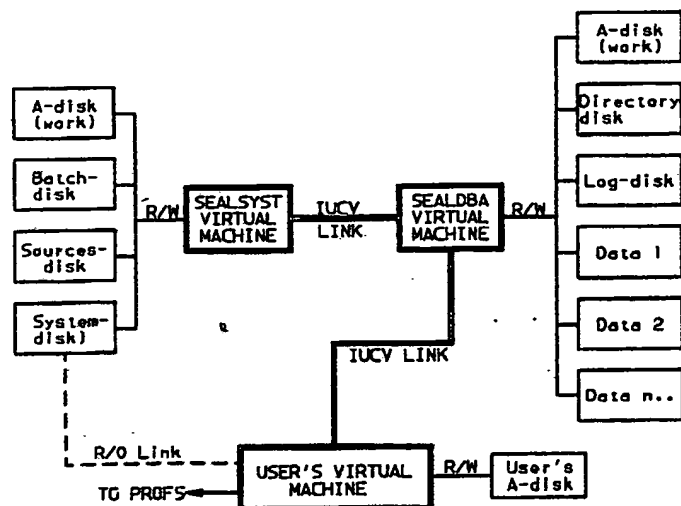 A-disk
(work)
Batch-
disk
Sources-
disk
System-
disk)
R/W
SEALSYST
VIRTUAL
MACHINE
IUCV
LINK
SEALDBA
VIRTUAL
MACHINE
R/W
A-disk
(work)
Directory
disk
Log-disk
Data 1
Data 2
Data n..
IUCV LINK
R/O Link
USER'S VIRTUAL
MACHINE
TO PROFS
R/W
User's
A-disk